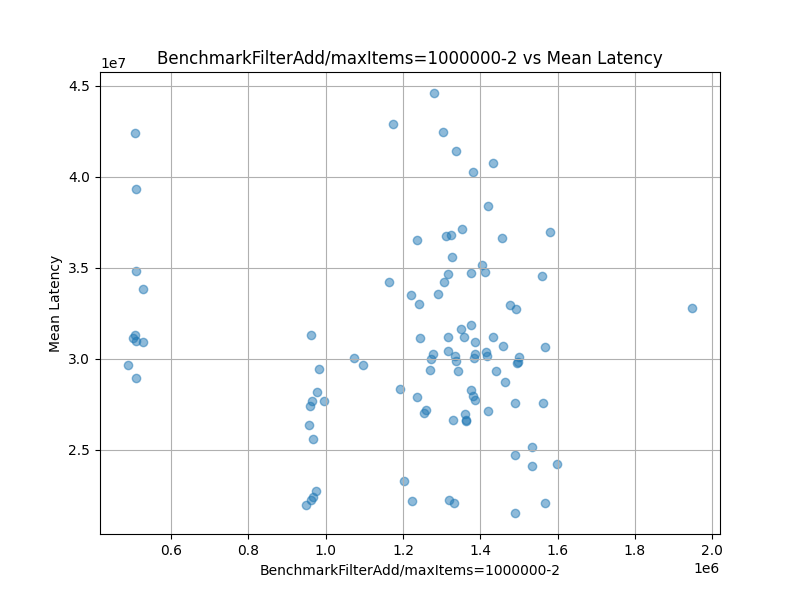 BenchmarkFilterAdd/maxItems=1000000-2 vs Mean Latency
1e7
4.5
4.0
3.5
3.0
2.5
Mean Latency
0.6 0.8 1.0 1.2 1.4 1.6 1.8 2.0
BenchmarkFilterAdd/maxItems=1000000-2
1e6